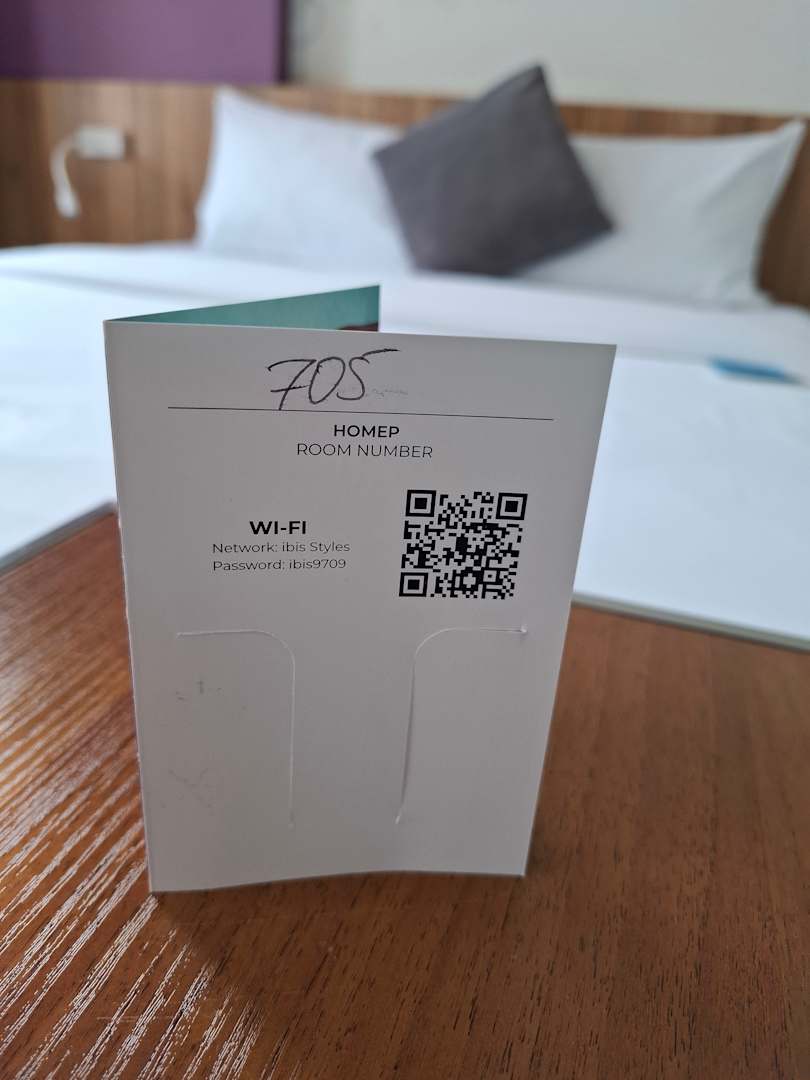 705
НОМЕР
ROOM NUMBER
WI-FI
Network: ibis Styles
Password: ibis9709